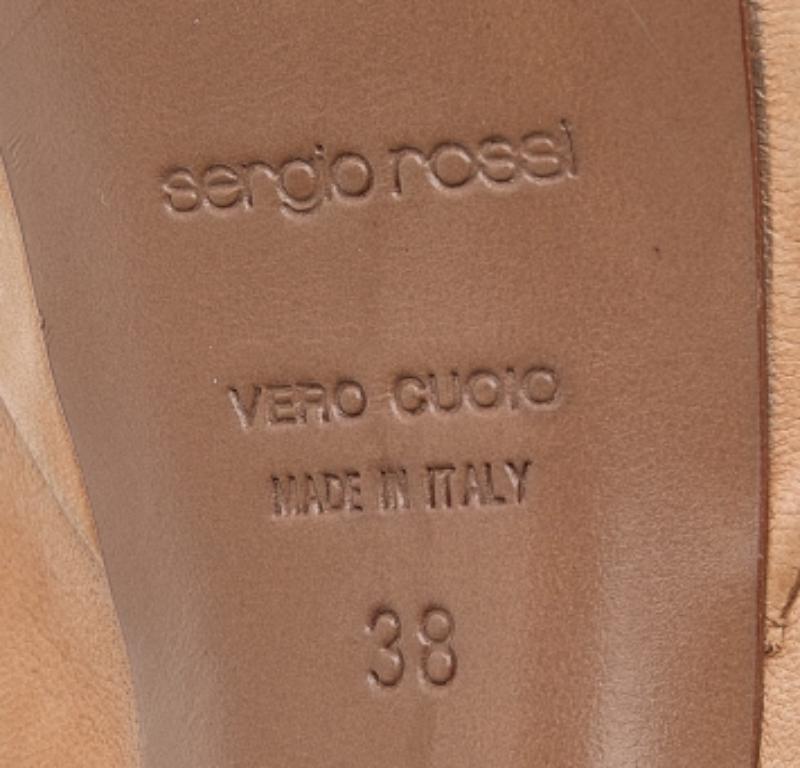 sergio rossi
VERO CUOIO
MADE IN ITALY
38